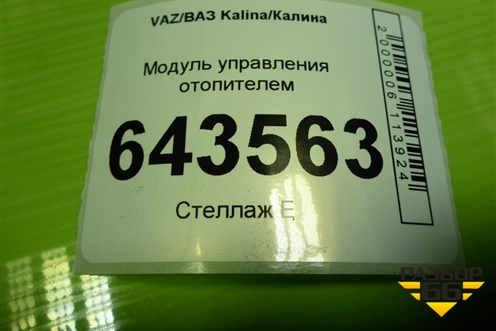 VAZ/ВАЗ Kalina/Калина
Модуль управления
отопителем
643563
Стеллаж Е
2000006113924
РАЗБОР
66